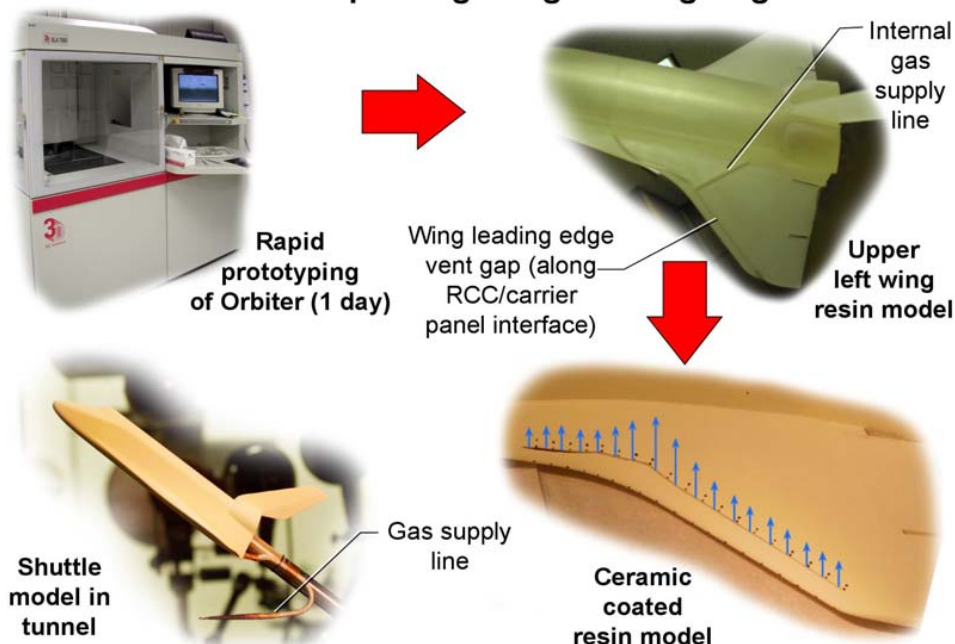 Internal
gas
supply
line
Rapid
prototyping
of Orbiter (1 day)
Wing leading edge
vent gap (along
RCC/carrier
panel interface)
Upper
left wing
resin model
Shuttle
model in
tunnel
Gas supply
line
Ceramic
coated
resin model